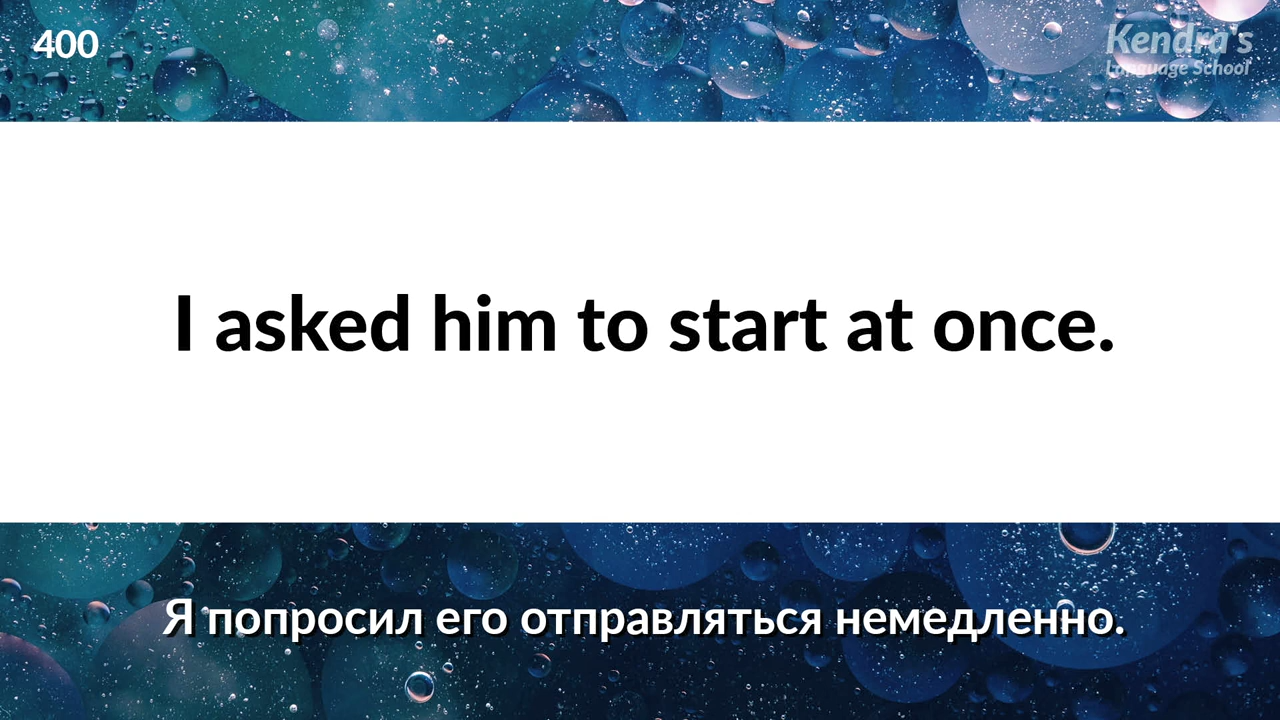 400
Kendra's
Language School
I asked him to start at once.
Я попросил его отправляться немедленно.